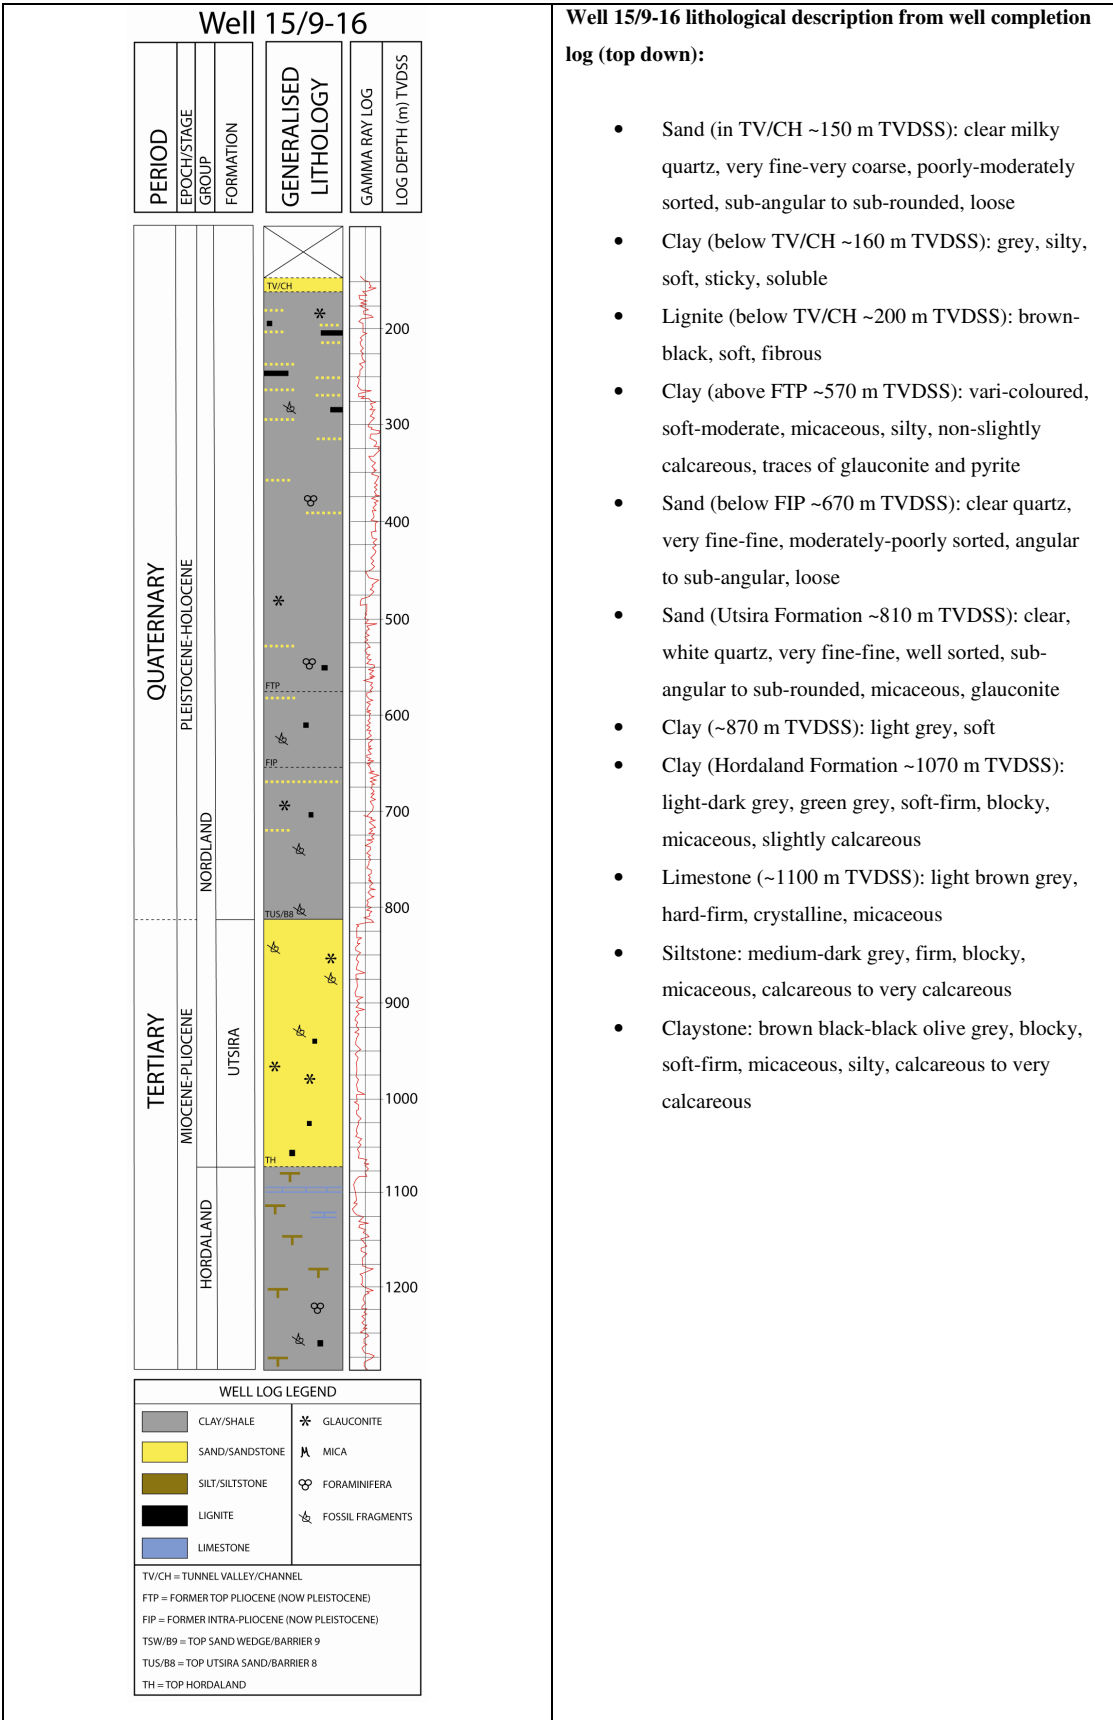 Well 15/9-16
PERIOD
EPOCH/STAGE
GROUP
FORMATION
GENERALISED
LITHOLOGY
GAMMA RAY LOG
LOG DEPTH (m) TVDSS
QUATERNARY
TERTIARY
PLEISTOCENE-HOLOCENE
MIOCENE-PLIOCENE
NORDLAND
HORDALAND
UTSIRA
TV/CH
FTP
FIP
TUS/B8
TH
200
300
400
500
600
700
800
900
1000
1100
1200
WELL LOG LEGEND
CLAY/SHALE
SAND/SANDSTONE
SILT/SILTSTONE
LIGNITE
LIMESTONE
GLAUCONITE
MICA
FORAMINIFERA
FOSSIL FRAGMENTS
TV/CH = TUNNEL VALLEY/CHANNEL
FTP = FORMER TOP PLIOCENE (NOW PLEISTOCENE)
FIP = FORMER INTRA-PLIOCENE (NOW PLEISTOCENE)
TSW/B9 = TOP SAND WEDGE/BARRIER 9
TUS/B8 = TOP UTSIRA SAND/BARRIER 8
TH = TOP HORDALAND
Well 15/9-16 lithological description from well completion
log (top down):
• Sand (in TV/CH ~150 m TVDSS): clear milky
quartz, very fine-very coarse, poorly-moderately
sorted, sub-angular to sub-rounded, loose
• Clay (below TV/CH ~160 m TVDSS): grey, silty,
soft, sticky, soluble
• Lignite (below TV/CH ~200 m TVDSS): brown-
black, soft, fibrous
• Clay (above FTP ~570 m TVDSS): vari-coloured,
soft-moderate, micaceous, silty, non-slightly
calcareous, traces of glauconite and pyrite
• Sand (below FIP ~670 m TVDSS): clear quartz,
very fine-fine, moderately-poorly sorted, angular
to sub-angular, loose
• Sand (Utsira Formation ~810 m TVDSS): clear,
white quartz, very fine-fine, well sorted, sub-
angular to sub-rounded, micaceous, glauconite
• Clay (~870 m TVDSS): light grey, soft
• Clay (Hordaland Formation ~1070 m TVDSS):
light-dark grey, green grey, soft-firm, blocky,
micaceous, slightly calcareous
• Limestone (~1100 m TVDSS): light brown grey,
hard-firm, crystalline, micaceous
• Siltstone: medium-dark grey, firm, blocky,
micaceous, calcareous to very calcareous
• Claystone: brown black-black olive grey, blocky,
soft-firm, micaceous, silty, calcareous to very
calcareous